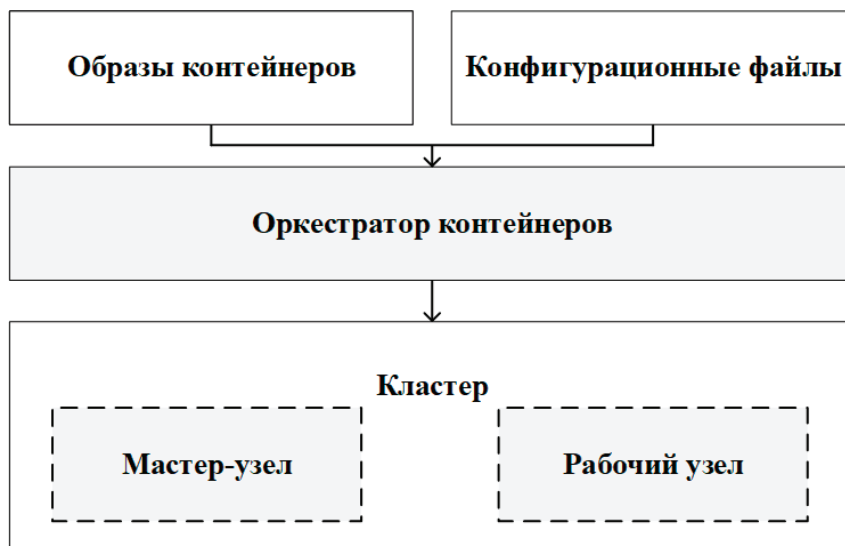 Образы контейнеров
Конфигурационные файлы
Оркестратор контейнеров
Кластер
Мастер-узел
Рабочий узел